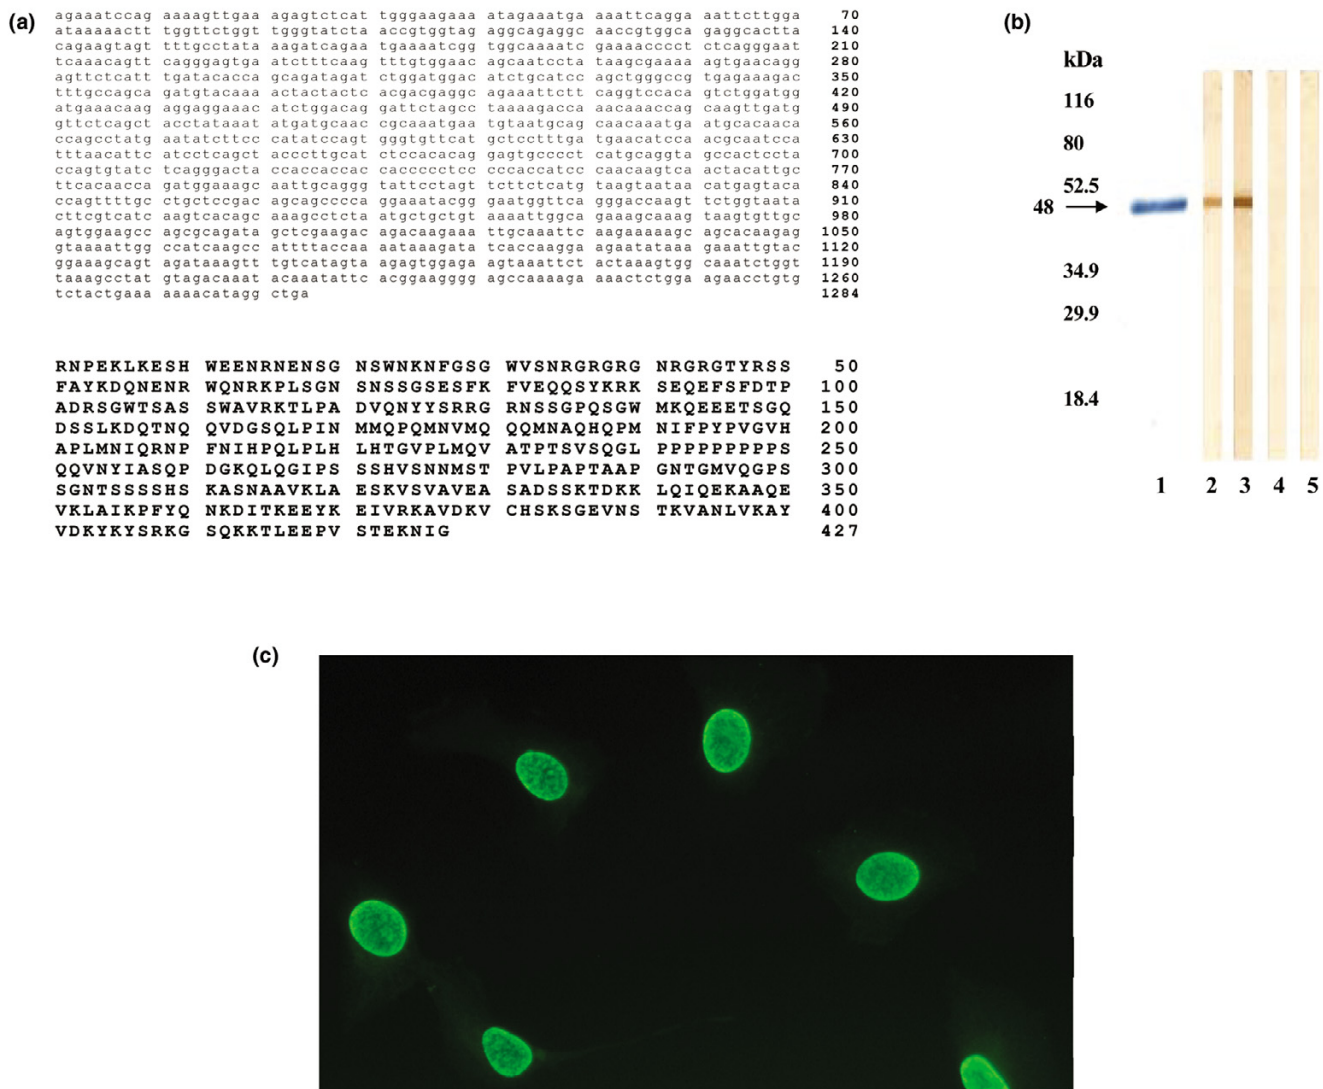 (a)
agaaatccag aaaagttgaa agagtctcat tgggaagaaa atagaaatga aaattcagga aattcttgga 70
ataaaaactt tggttctggt tgggtatcta accgtggtag aggcagaggc aaccgtggca gaggcactta 140
cagaagtagt tttgcctata aagatcagaa tgaaaatcgg tggcaaaatc gaaaacccct ctcagggaat 210
tcaaacagtt cagggagtga atctttcaag tttgtggaac agcaatccta taagcgaaaa agtgaacagg 280
agttctcatt tgatacacca gcagatagat ctggatggac atctgcatcc agctgggccg tgagaaagac 350
tttgccagca gatgtacaaa actactactc acgacgaggc agaaattctt caggtccaca gtctggatgg 420
atgaaacaag aggaggaaac atctggacag gattctagcc taaaagacca aacaaaccag caagttgatg 490
gttctcagct acctataaat atgatgcaac cgcaaatgaa tgtaatgcag caacaaatga atgcacaaca 560
ccagcctatg aatatcttcc catatccagt gggtgttcat gctcctttga tgaacatcca acgcaatcca 630
tttaacattc atcctcagct acccttgcat ctccacacag gagtgcccct catgcaggta gccactccta 700
ccagtgtatc tcagggacta ccaccaccac caccccctcc ccccaccatcc caacaagtca actacattgc 770
ttcacaacca gatggaaagc aattgcaggg tattcctagt tcttctcatg taagtaataa catgagtaca 840
ccagttttgc ctgctccgac agcagcccca ggaaatacgg gaatggttca gggaccaagt tctggtaata 910
cttcgtcatc aagtcacagc aaagcctcta atgctgctgt aaaattggca gaaagcaaag taagtgttgc 980
agtggaagcc agcgcagata gctcgaagac agacaagaaa ttgcaaattc aagaaaaagc agcacaagag 1050
gtaaaattgg ccatcaagcc attttaccaa aataaagata tcaccaagga agaatataaa gaaattgtac 1120
ggaaagcagt agataaagtt tgtcatagta agagtggaga agtaaattct actaaagtgg caaatctggt 1190
taaagcctat gtagacaaat acaaatattc acggaagggg agccaaaaga aaactctgga agaacctgtg 1260
tctactgaaa aaaacatagg ctga 1284
RNPEKLKESH WEENRNENSG NSWNKNFGSG WVSNRGRGRG NRGRGTYRSS 50
FAYKDQNENR WQNRKPLSGN SNSSGSESFK FVEQQSYKRK SEQEFSFDTP 100
ADRSGWTSAS SWAVRKTLPA DVQNYYSRRG RNSSGPQSGW MKQEEETSGQ 150
DSSLKDQTNQ QVDGSQLPIN MMQPQMNVMQ QQMNAQHQPM NIFPYPVGVH 200
APLMNIQRNP FNIHPQLPLH LHTGVPLMQV ATPTSVSQGL PPPPPPPPPS 250
QQVNYIASQP DGKQLQGIPS SSHVSNNMST PVLPAPTAAP GNTGMVQGPS 300
SGNTSSSSHS KASNAAVKLA ESKVSVAVEA SADSSKTDKK LQIQEKAAQE 350
VKLAIKPFYQ NKDITKEEYK EIVRKAVDKV CHSKSGEVNS TKVANLVKAY 400
VDKYKYSRKG SQKKTLEEPV STEKNIG 427
(b)
kDa
116
80
52.5
48
34.9
29.9
18.4
1 2 3 4 5
(c)